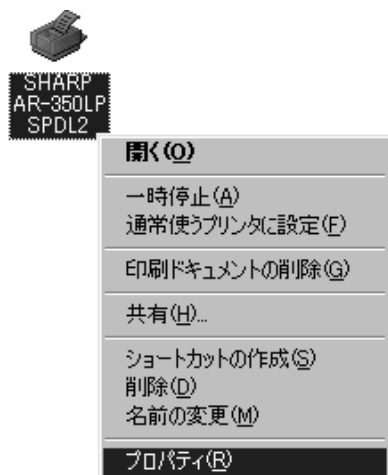 SHARP
AR-350LP
SPDL2
開く(O)
一時停止(A)
通常使うプリンタに設定(F)
印刷ドキュメントの削除(G)
共有(H)...
ショートカットの作成(S)
削除(D)
名前の変更(M)
プロパティ(R)